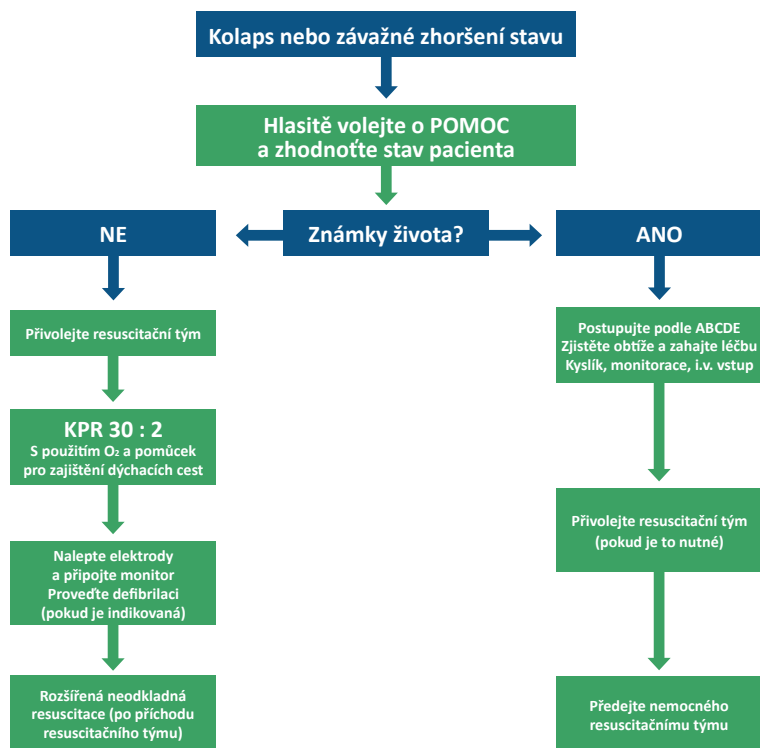 Kolaps nebo závažné zhoršení stavu
Hlasitě volejte o POMOC
a zhodnoťte stav pacienta
NE
Známky života?
ANO
Přivolejte resuscitační tým
KPR 30 : 2
S použitím O₂ a pomůcek
pro zajištění dýchacích cest
Nalepte elektrody
a připojte monitor
Proveďte defibrilaci
(pokud je indikovaná)
Rozšířená neodkladná
resuscitace (po příchodu
resuscitačního týmu)
Postupujte podle ABCDE
Zjistěte obtíže a zahajte léčbu
Kyslík, monitorace, i.v. vstup
Přivolejte resuscitační tým
(pokud je to nutné)
Předejte nemocného
resuscitačnímu týmu